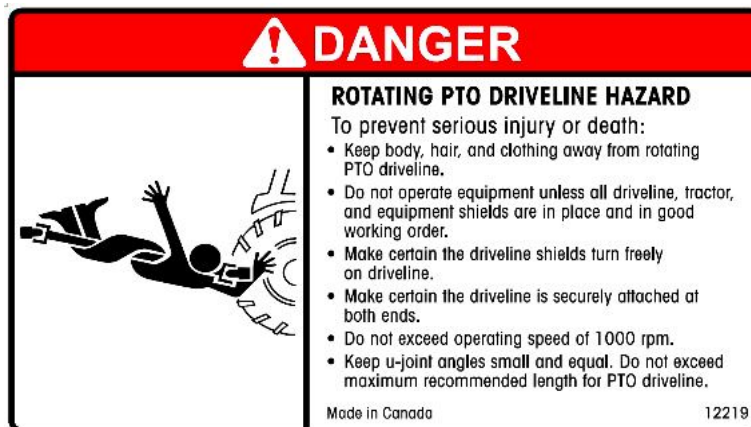 DANGER
ROTATING PTO DRIVELINE HAZARD
To prevent serious injury or death:
• Keep body, hair, and clothing away from rotating
PTO driveline.
• Do not operate equipment unless all driveline, tractor,
and equipment shields are in place and in good
working order.
• Make certain the driveline shields turn freely
on driveline.
• Make certain the driveline is securely attached at
both ends.
• Do not exceed operating speed of 1000 rpm.
• Keep u-joint angles small and equal. Do not exceed
maximum recommended length for PTO driveline.
Made in Canada 12219